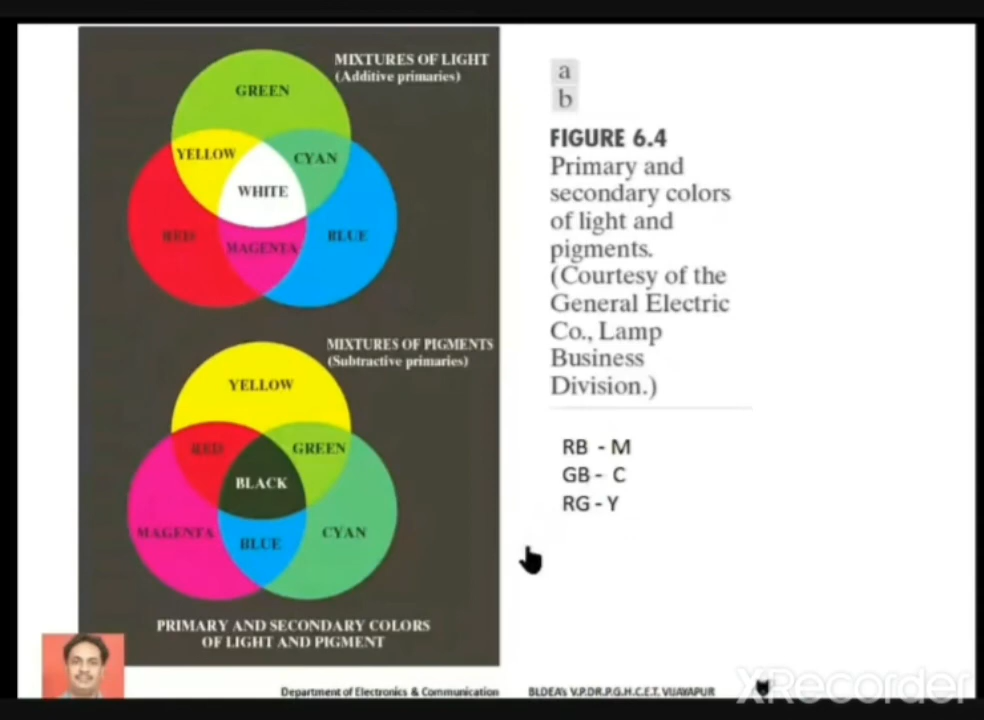 MIXTURES OF LIGHT
(Additive primaries)
GREEN
YELLOW
CYAN
WHITE
RED
BLUE
MAGENTA
MIXTURES OF PIGMENTS
(Subtractive primaries)
YELLOW
RED
GREEN
BLACK
MAGENTA
CYAN
BLUE
PRIMARY AND SECONDARY COLORS
OF LIGHT AND PIGMENT
a
b
FIGURE 6.4
Primary and
secondary colors
of light and
pigments.
(Courtesy of the
General Electric
Co., Lamp
Business
Division.)
RB - M
GB - C
RG - Y
Department of Electronics & Communication
BLDEA's V.P.DR.P.G.H.C.E.T. VIJAYAPUR
XRecorder